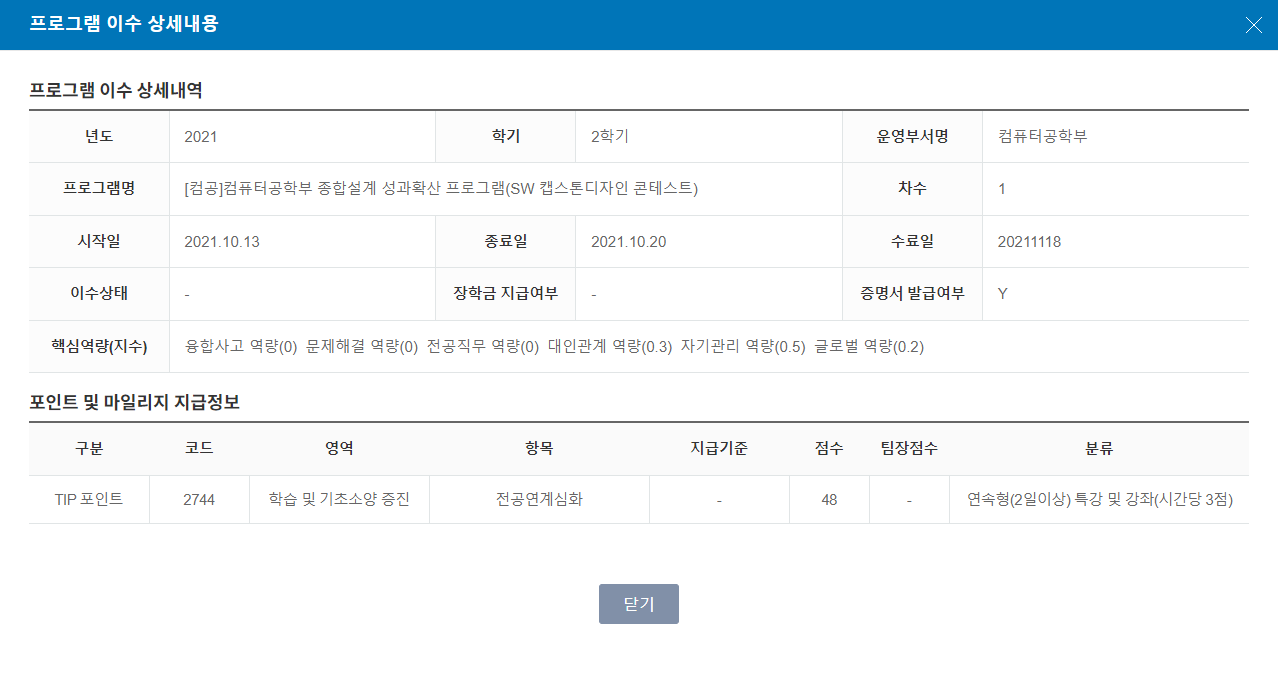 프로그램 이수 상세내용
프로그램 이수 상세내역
년도 2021 학기 2학기 운영부서명 컴퓨터공학부
프로그램명 [컴공]컴퓨터공학부 종합설계 성과확산 프로그램(SW 캡스톤디자인 콘테스트) 차수 1
시작일 2021.10.13 종료일 2021.10.20 수료일 20211118
이수상태 - 장학금 지급여부 - 증명서 발급여부 Y
핵심역량(지수) 융합사고 역량(0) 문제해결 역량(0) 전공직무 역량(0) 대인관계 역량(0.3) 자기관리 역량(0.5) 글로벌 역량(0.2)
포인트 및 마일리지 지급정보
구분 코드 영역 항목 지급기준 점수 팀장점수 분류
TIP 포인트 2744 학습 및 기초소양 증진 전공연계심화 - 48 - 연속형(2일이상) 특강 및 강좌(시간당 3점)
닫기